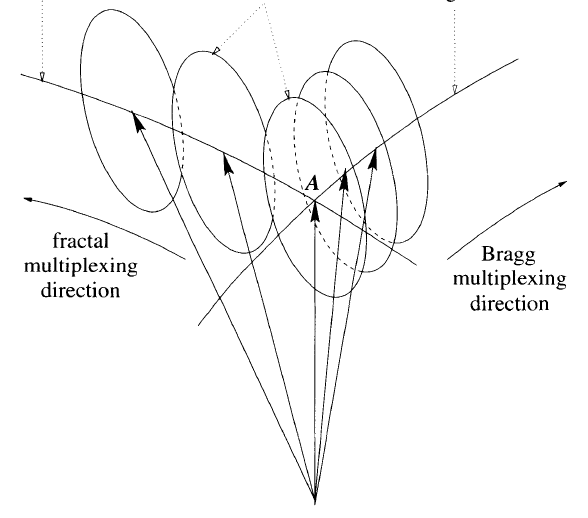 A
fractal
multiplexing
direction
Bragg
multiplexing
direction